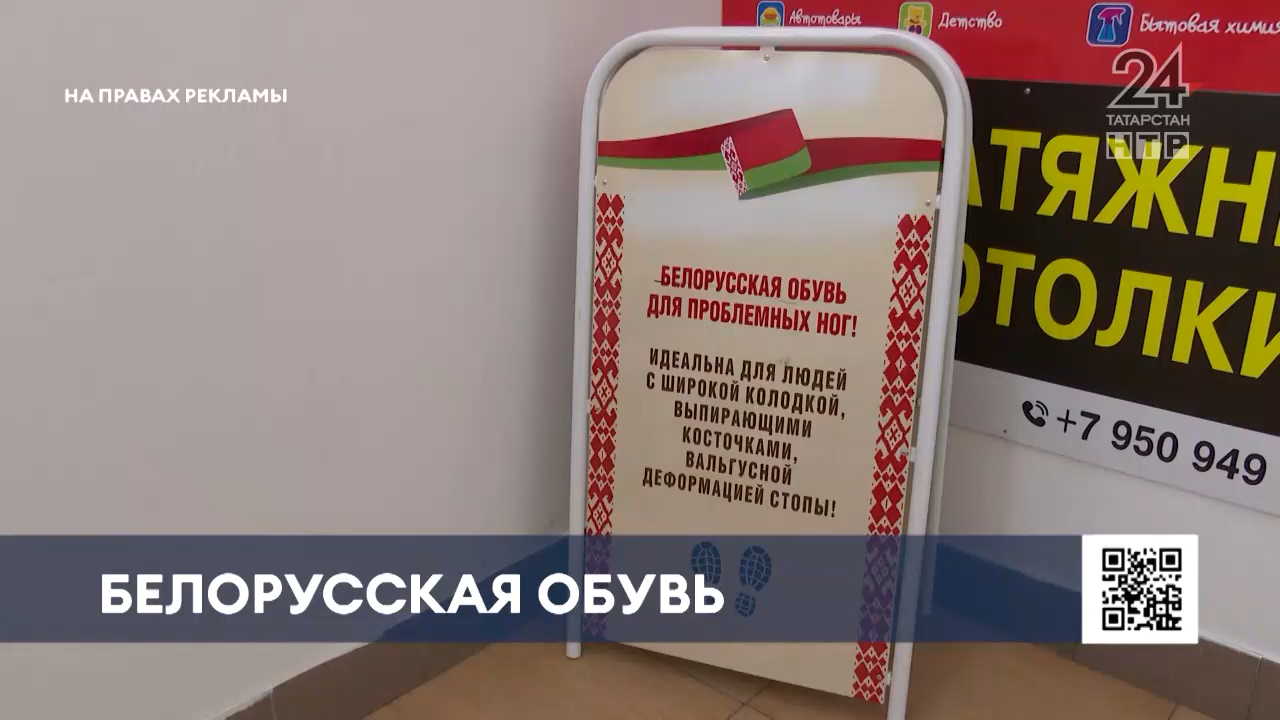 Автотовары
Детство
Бытовая химия
НА ПРАВАХ РЕКЛАМЫ
24
ТАТАРСТАН
НТР
АТЯЖН
ОТОЛКИ
+7 950 949
БЕЛОРУССКАЯ ОБУВЬ
ДЛЯ ПРОБЛЕМНЫХ НОГ!
ИДЕАЛЬНА ДЛЯ ЛЮДЕЙ
С ШИРОКОЙ КОЛОДКОЙ,
ВЫПИРАЮЩИМИ
КОСТОЧКАМИ,
ВАЛЬГУСНОЙ
ДЕФОРМАЦИЕЙ СТОПЫ!
БЕЛОРУССКАЯ ОБУВЬ